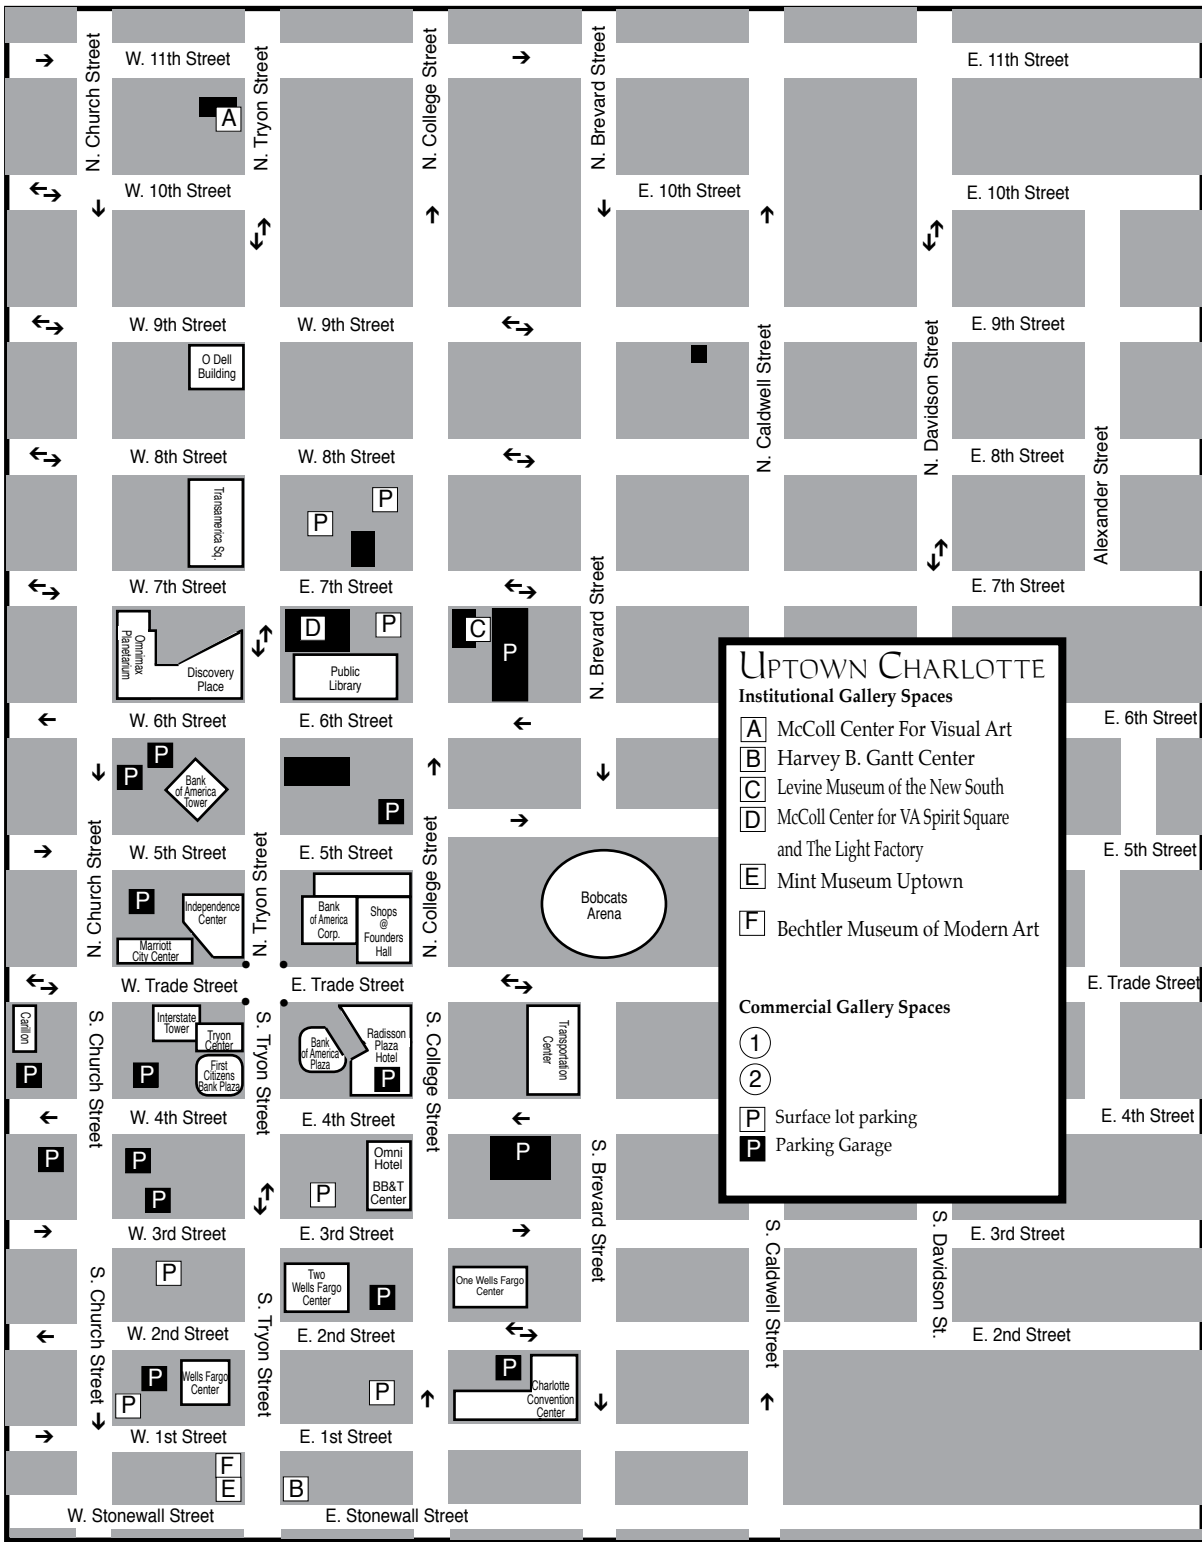 W. 11th Street
E. 11th Street
N. Church Street
N. Tryon Street
N. College Street
N. Brevard Street
A
W. 10th Street
E. 10th Street
E. 10th Street
W. 9th Street
W. 9th Street
E. 9th Street
O Dell
Building
N. Caldwell Street
N. Davidson Street
W. 8th Street
W. 8th Street
E. 8th Street
Alexander Street
Transamerica Sq.
P
P
W. 7th Street
E. 7th Street
E. 7th Street
N. Brevard Street
Omnimax
Planetarium
Discovery
Place
D
P
Public
Library
C
P
W. 6th Street
E. 6th Street
E. 6th Street
P
P
Bank
of America
Tower
P
N. Church Street
N. Tryon Street
N. College Street
W. 5th Street
E. 5th Street
E. 5th Street
P
Independence
Center
Marriott
City Center
Bank
of America
Corp.
Shops
@
Founders
Hall
Bobcats
Arena
W. Trade Street
E. Trade Street
E. Trade Street
Carillon
P
S. Church Street
Interstate
Tower
Tryon
Center
First
Citizens
Bank Plaza
P
S. Tryon Street
Bank
of America
Plaza
Radisson
Plaza
Hotel
P
S. College Street
Transportation
Center
W. 4th Street
E. 4th Street
E. 4th Street
P
P
P
P
Omni
Hotel
BB&T
Center
P
S. Brevard Street
W. 3rd Street
E. 3rd Street
E. 3rd Street
S. Church Street
P
S. Tryon Street
Two
Wells Fargo
Center
P
One Wells Fargo
Center
S. Caldwell Street
S. Davidson St.
W. 2nd Street
E. 2nd Street
E. 2nd Street
P
P
Wells Fargo
Center
P
P
Charlotte
Convention
Center
W. 1st Street
E. 1st Street
F
E
B
W. Stonewall Street
E. Stonewall Street
UPTOWN CHARLOTTE
Institutional Gallery Spaces
A McColl Center For Visual Art
B Harvey B. Gantt Center
C Levine Museum of the New South
D McColl Center for VA Spirit Square
and The Light Factory
E Mint Museum Uptown
F Bechtler Museum of Modern Art
Commercial Gallery Spaces
1
2
P Surface lot parking
P Parking Garage